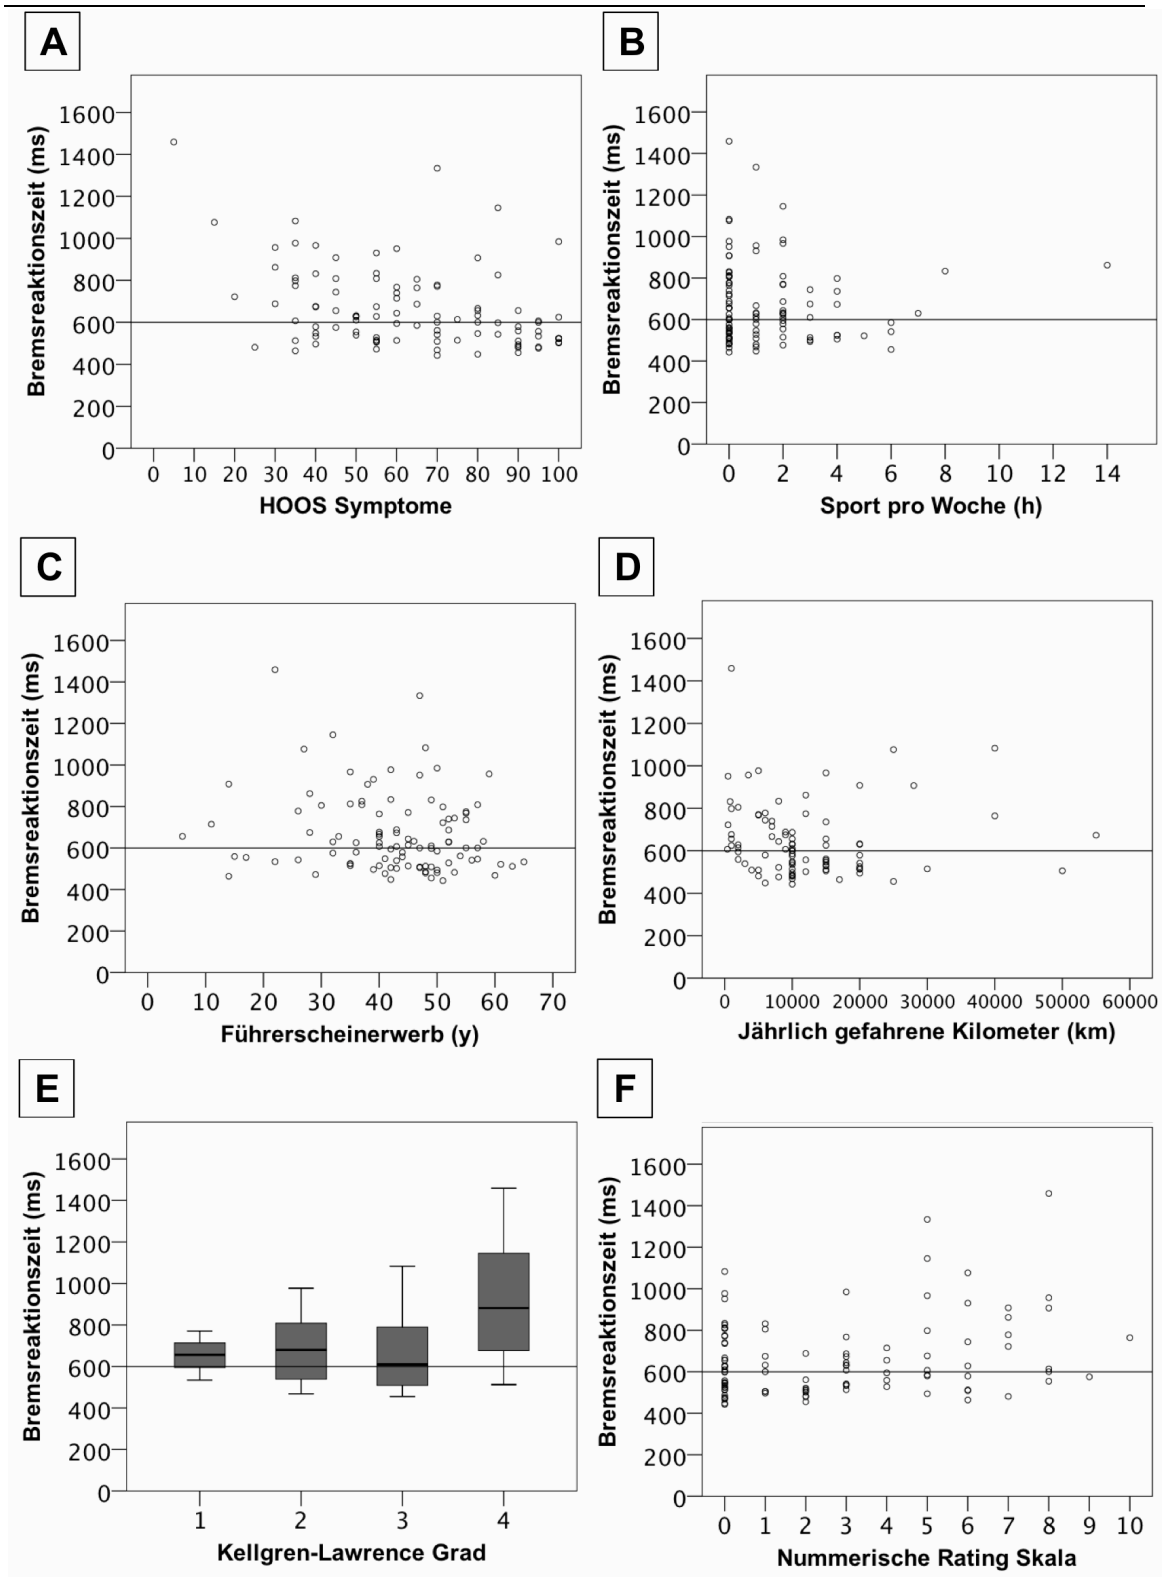 A
Bremsreaktionszeit (ms)
1600
1400
1200
1000
800
600
400
200
0
0 10 20 30 40 50 60 70 80 90 100
HOOS Symptome
B
Bremsreaktionszeit (ms)
1600
1400
1200
1000
800
600
400
200
0
0 2 4 6 8 10 12 14
Sport pro Woche (h)
C
Bremsreaktionszeit (ms)
1600
1400
1200
1000
800
600
400
200
0
0 10 20 30 40 50 60 70
Führerscheinerwerb (y)
D
Bremsreaktionszeit (ms)
1600
1400
1200
1000
800
600
400
200
0
0 10000 20000 30000 40000 50000 60000
Jährlich gefahrene Kilometer (km)
E
Bremsreaktionszeit (ms)
1600
1400
1200
1000
800
600
400
200
0
1 2 3 4
Kellgren-Lawrence Grad
F
Bremsreaktionszeit (ms)
1600
1400
1200
1000
800
600
400
200
0
0 1 2 3 4 5 6 7 8 9 10
Nummerische Rating Skala